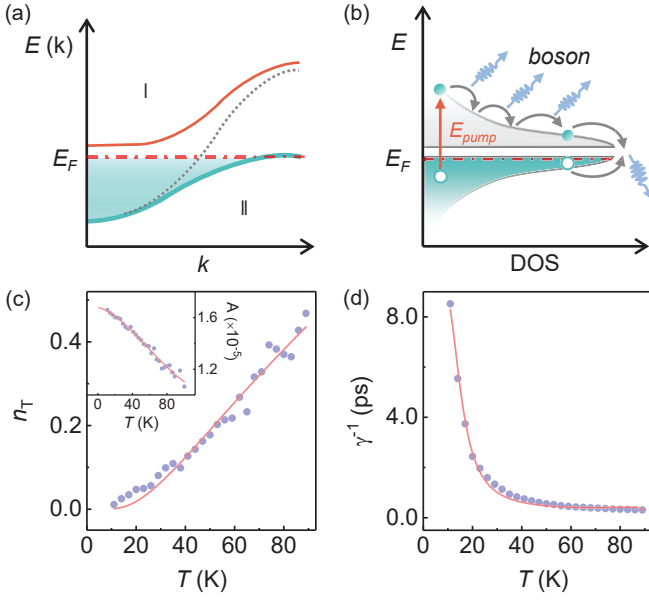 (a)
E (k)
I
E_F
II
k
(b)
E
boson
E_pump
E_F
DOS
(c)
n_T
0.4
0.2
0.0
0 20 40 60 80
T (K)
A (×10^-5)
1.6
1.2
0 40 80
T (K)
(d)
γ^-1 (ps)
8.0
4.0
0.0
0 20 40 60 80
T (K)